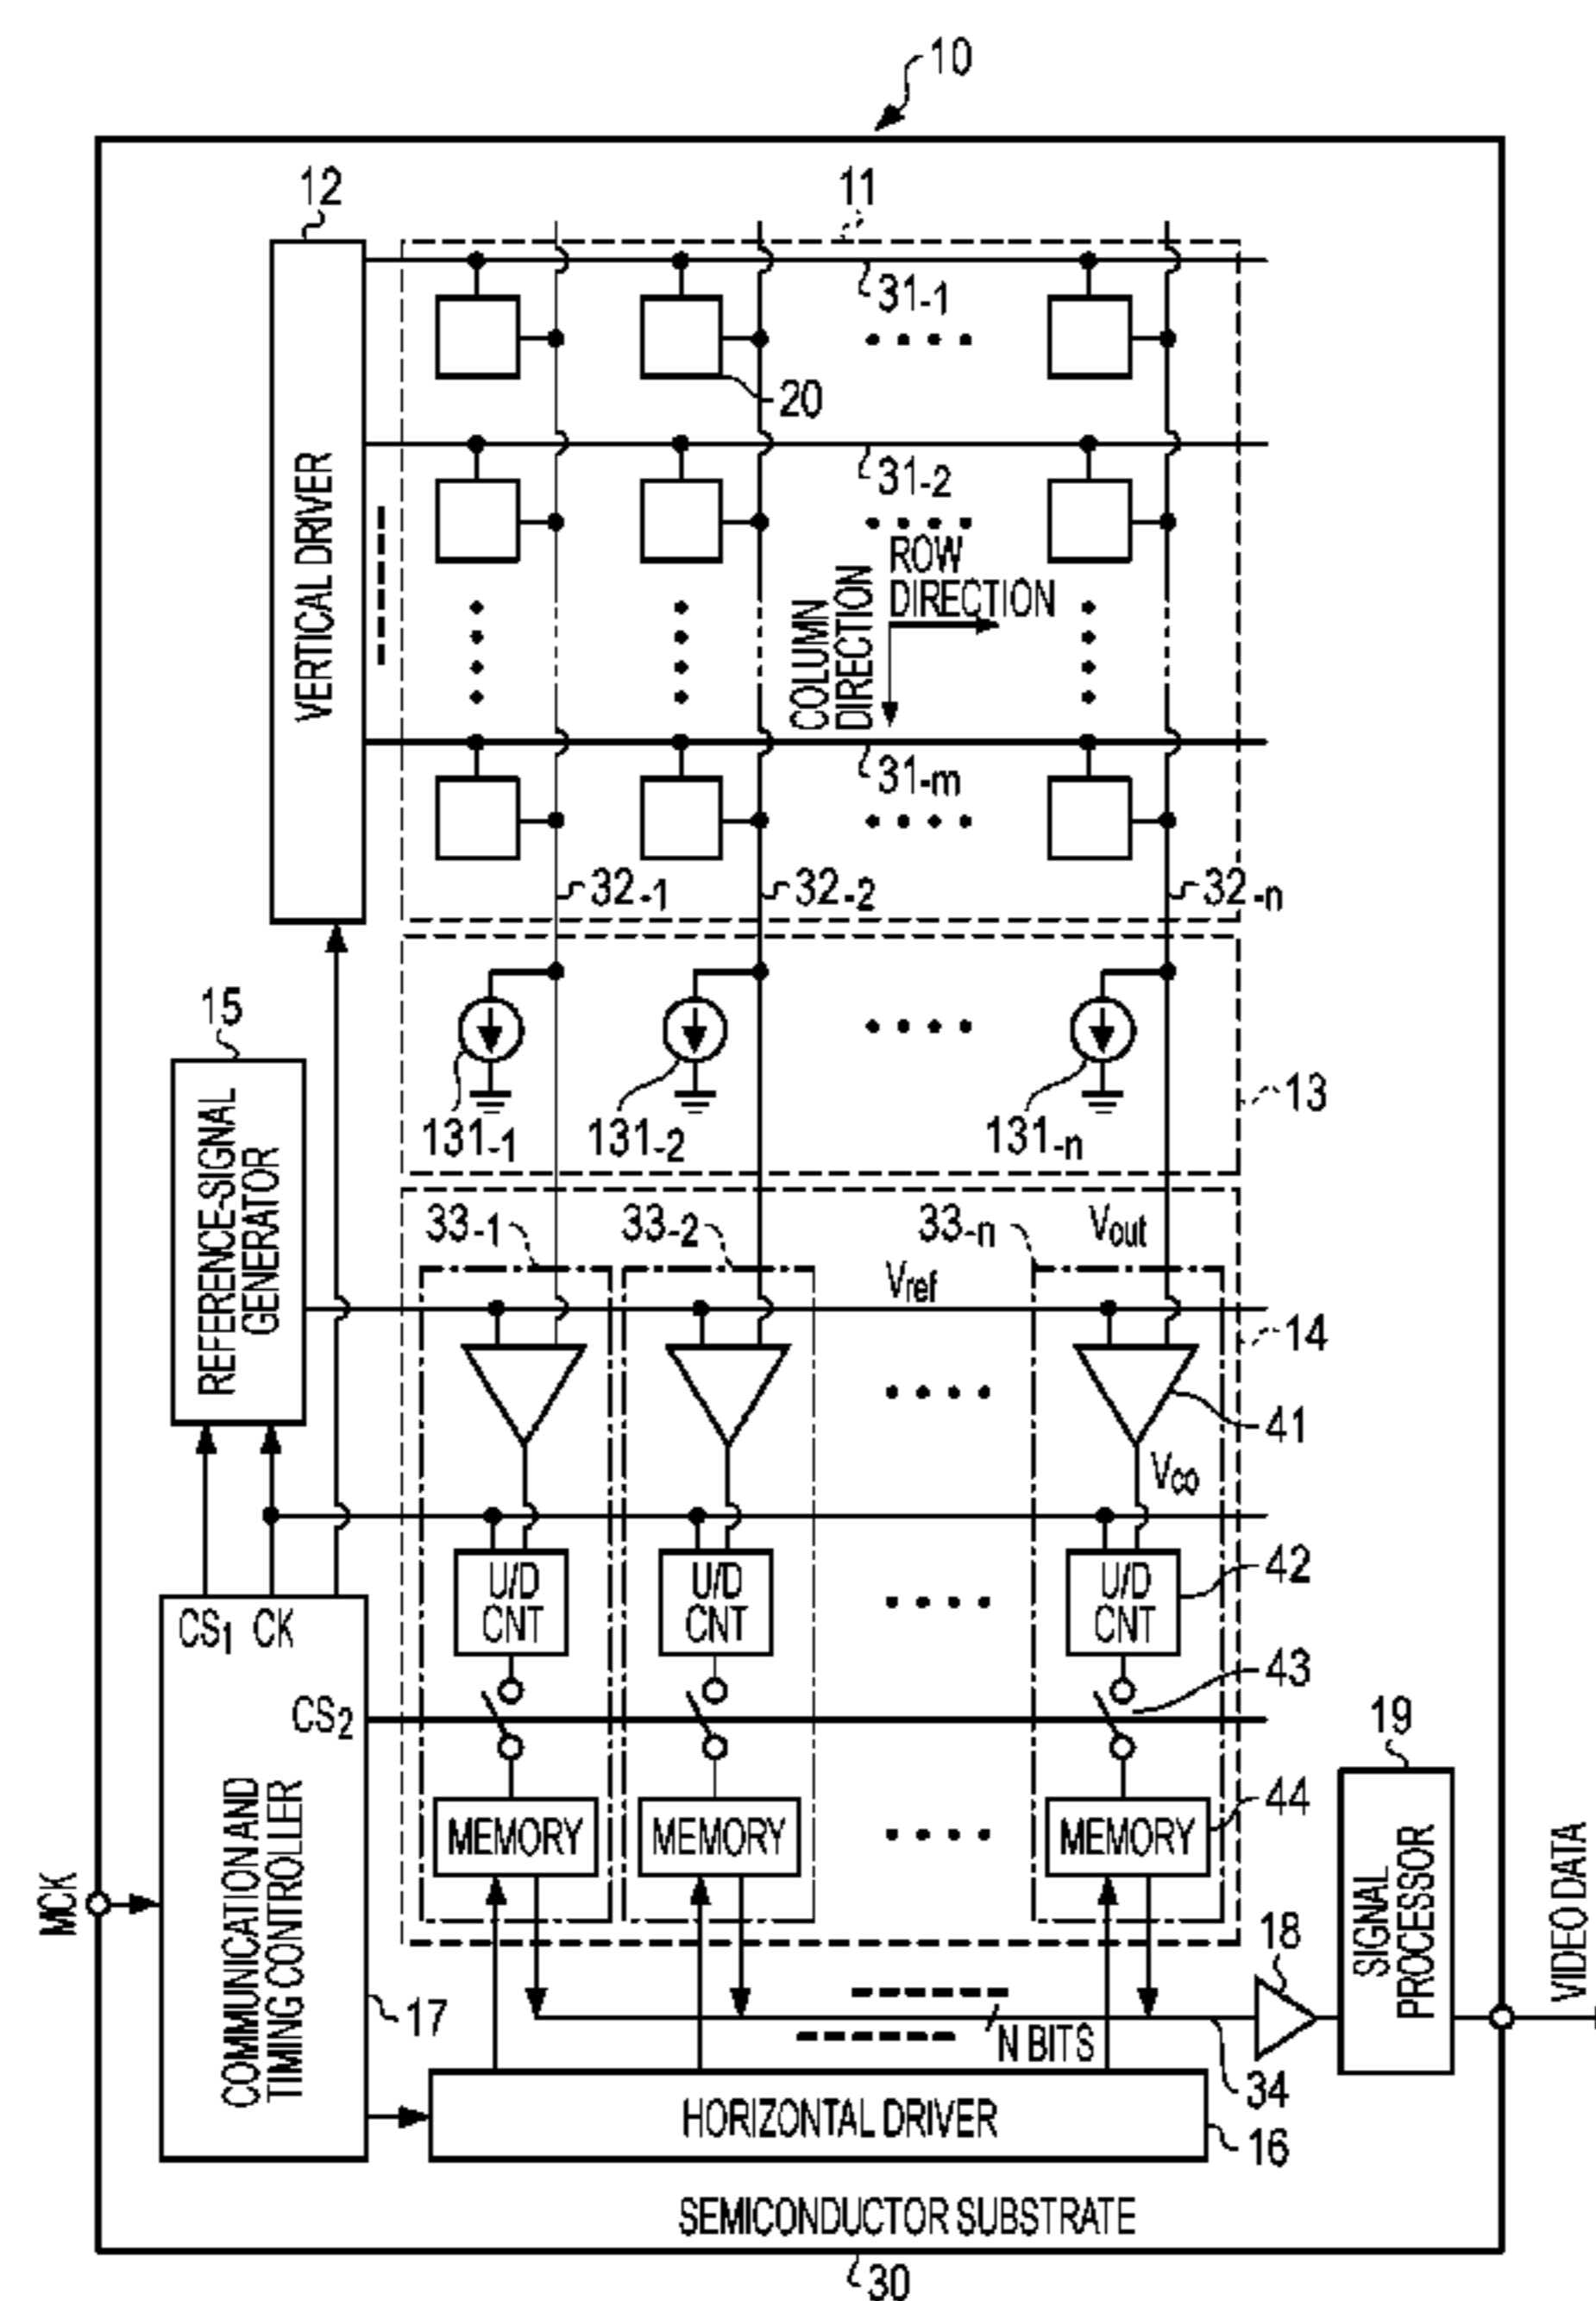 10
12
11
31-1
20
31-2
VERTICAL DRIVER
ROW
DIRECTION
COLUMN
DIRECTION
31-m
32-1
32-2
32-n
15
131-1
131-2
131-n
13
REFERENCE-SIGNAL
GENERATOR
33-1
33-2
33-n
Vout
Vref
14
41
Vco
U/D
CNT
U/D
CNT
U/D
CNT
42
CS1
CK
CS2
43
19
MEMORY
MEMORY
MEMORY
44
MCK
COMMUNICATION AND
TIMING CONTROLLER
17
18
SIGNAL
PROCESSOR
VIDEO DATA
N BITS
34
HORIZONTAL DRIVER
16
SEMICONDUCTOR SUBSTRATE
30